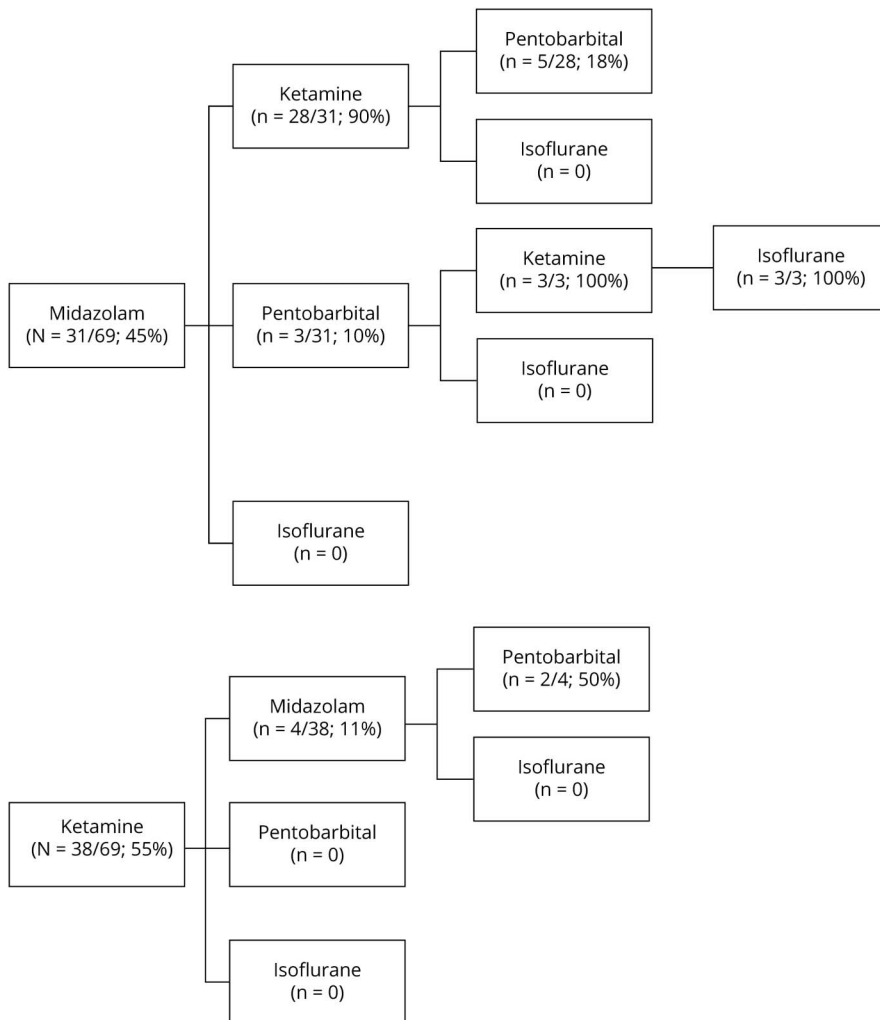 Pentobarbital
(n = 5/28; 18%)
Ketamine
(n = 28/31; 90%)
Isoflurane
(n = 0)
Ketamine
(n = 3/3; 100%)
Isoflurane
(n = 3/3; 100%)
Midazolam
(N = 31/69; 45%)
Pentobarbital
(n = 3/31; 10%)
Isoflurane
(n = 0)
Isoflurane
(n = 0)
Pentobarbital
(n = 2/4; 50%)
Midazolam
(n = 4/38; 11%)
Isoflurane
(n = 0)
Ketamine
(N = 38/69; 55%)
Pentobarbital
(n = 0)
Isoflurane
(n = 0)